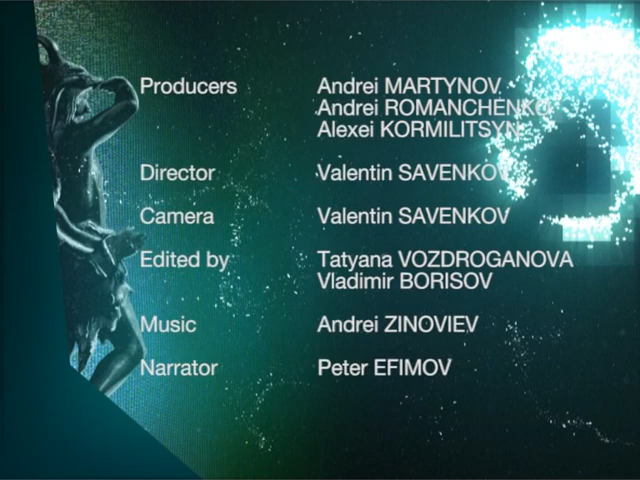 Producers Andrei MARTYNOV
Andrei ROMANCHENKO
Alexei KORMILITSYN
Director Valentin SAVENKOV
Camera Valentin SAVENKOV
Edited by Tatyana VOZDROGANOVA
Vladimir BORISOV
Music Andrei ZINOVIEV
Narrator Peter EFIMOV